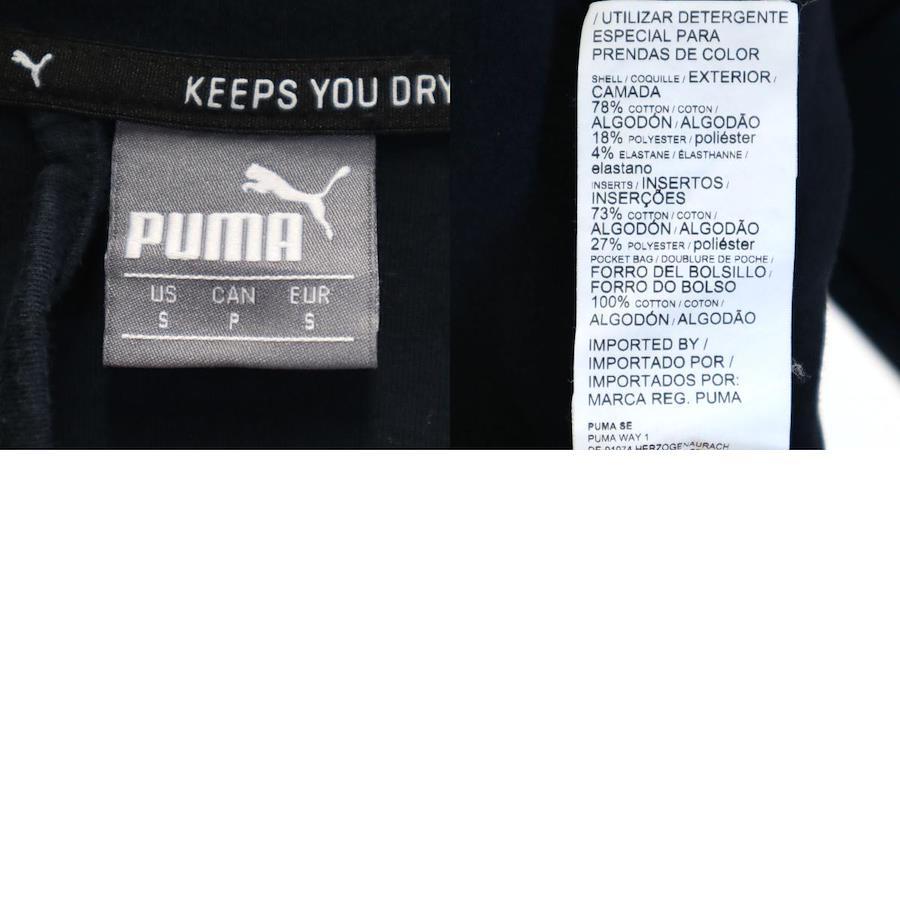 KEEPS YOU DRY
PUMA
US CAN EUR
S P S
/ UTILIZAR DETERGENTE
ESPECIAL PARA
PRENDAS DE COLOR
SHELL / COQUILLE / EXTERIOR /
CAMADA
78% COTTON / COTON /
ALGODÓN / ALGODÃO
18% POLYESTER / poliéster
4% ELASTANE / ÉLASTHANNE /
elastano
INSERTS / INSERTOS /
INSERÇÕES
73% COTTON / COTON /
ALGODÓN / ALGODÃO
27% POLYESTER / poliéster
POCKET BAG / DOUBLURE DE POCHE /
FORRO DEL BOLSILLO /
FORRO DO BOLSO
100% COTTON / COTON /
ALGODÓN / ALGODÃO
IMPORTED BY /
IMPORTADO POR /
IMPORTADOS POR:
MARCA REG. PUMA
PUMA SE
PUMA WAY 1
DE 91074 HERZOGENAURACH